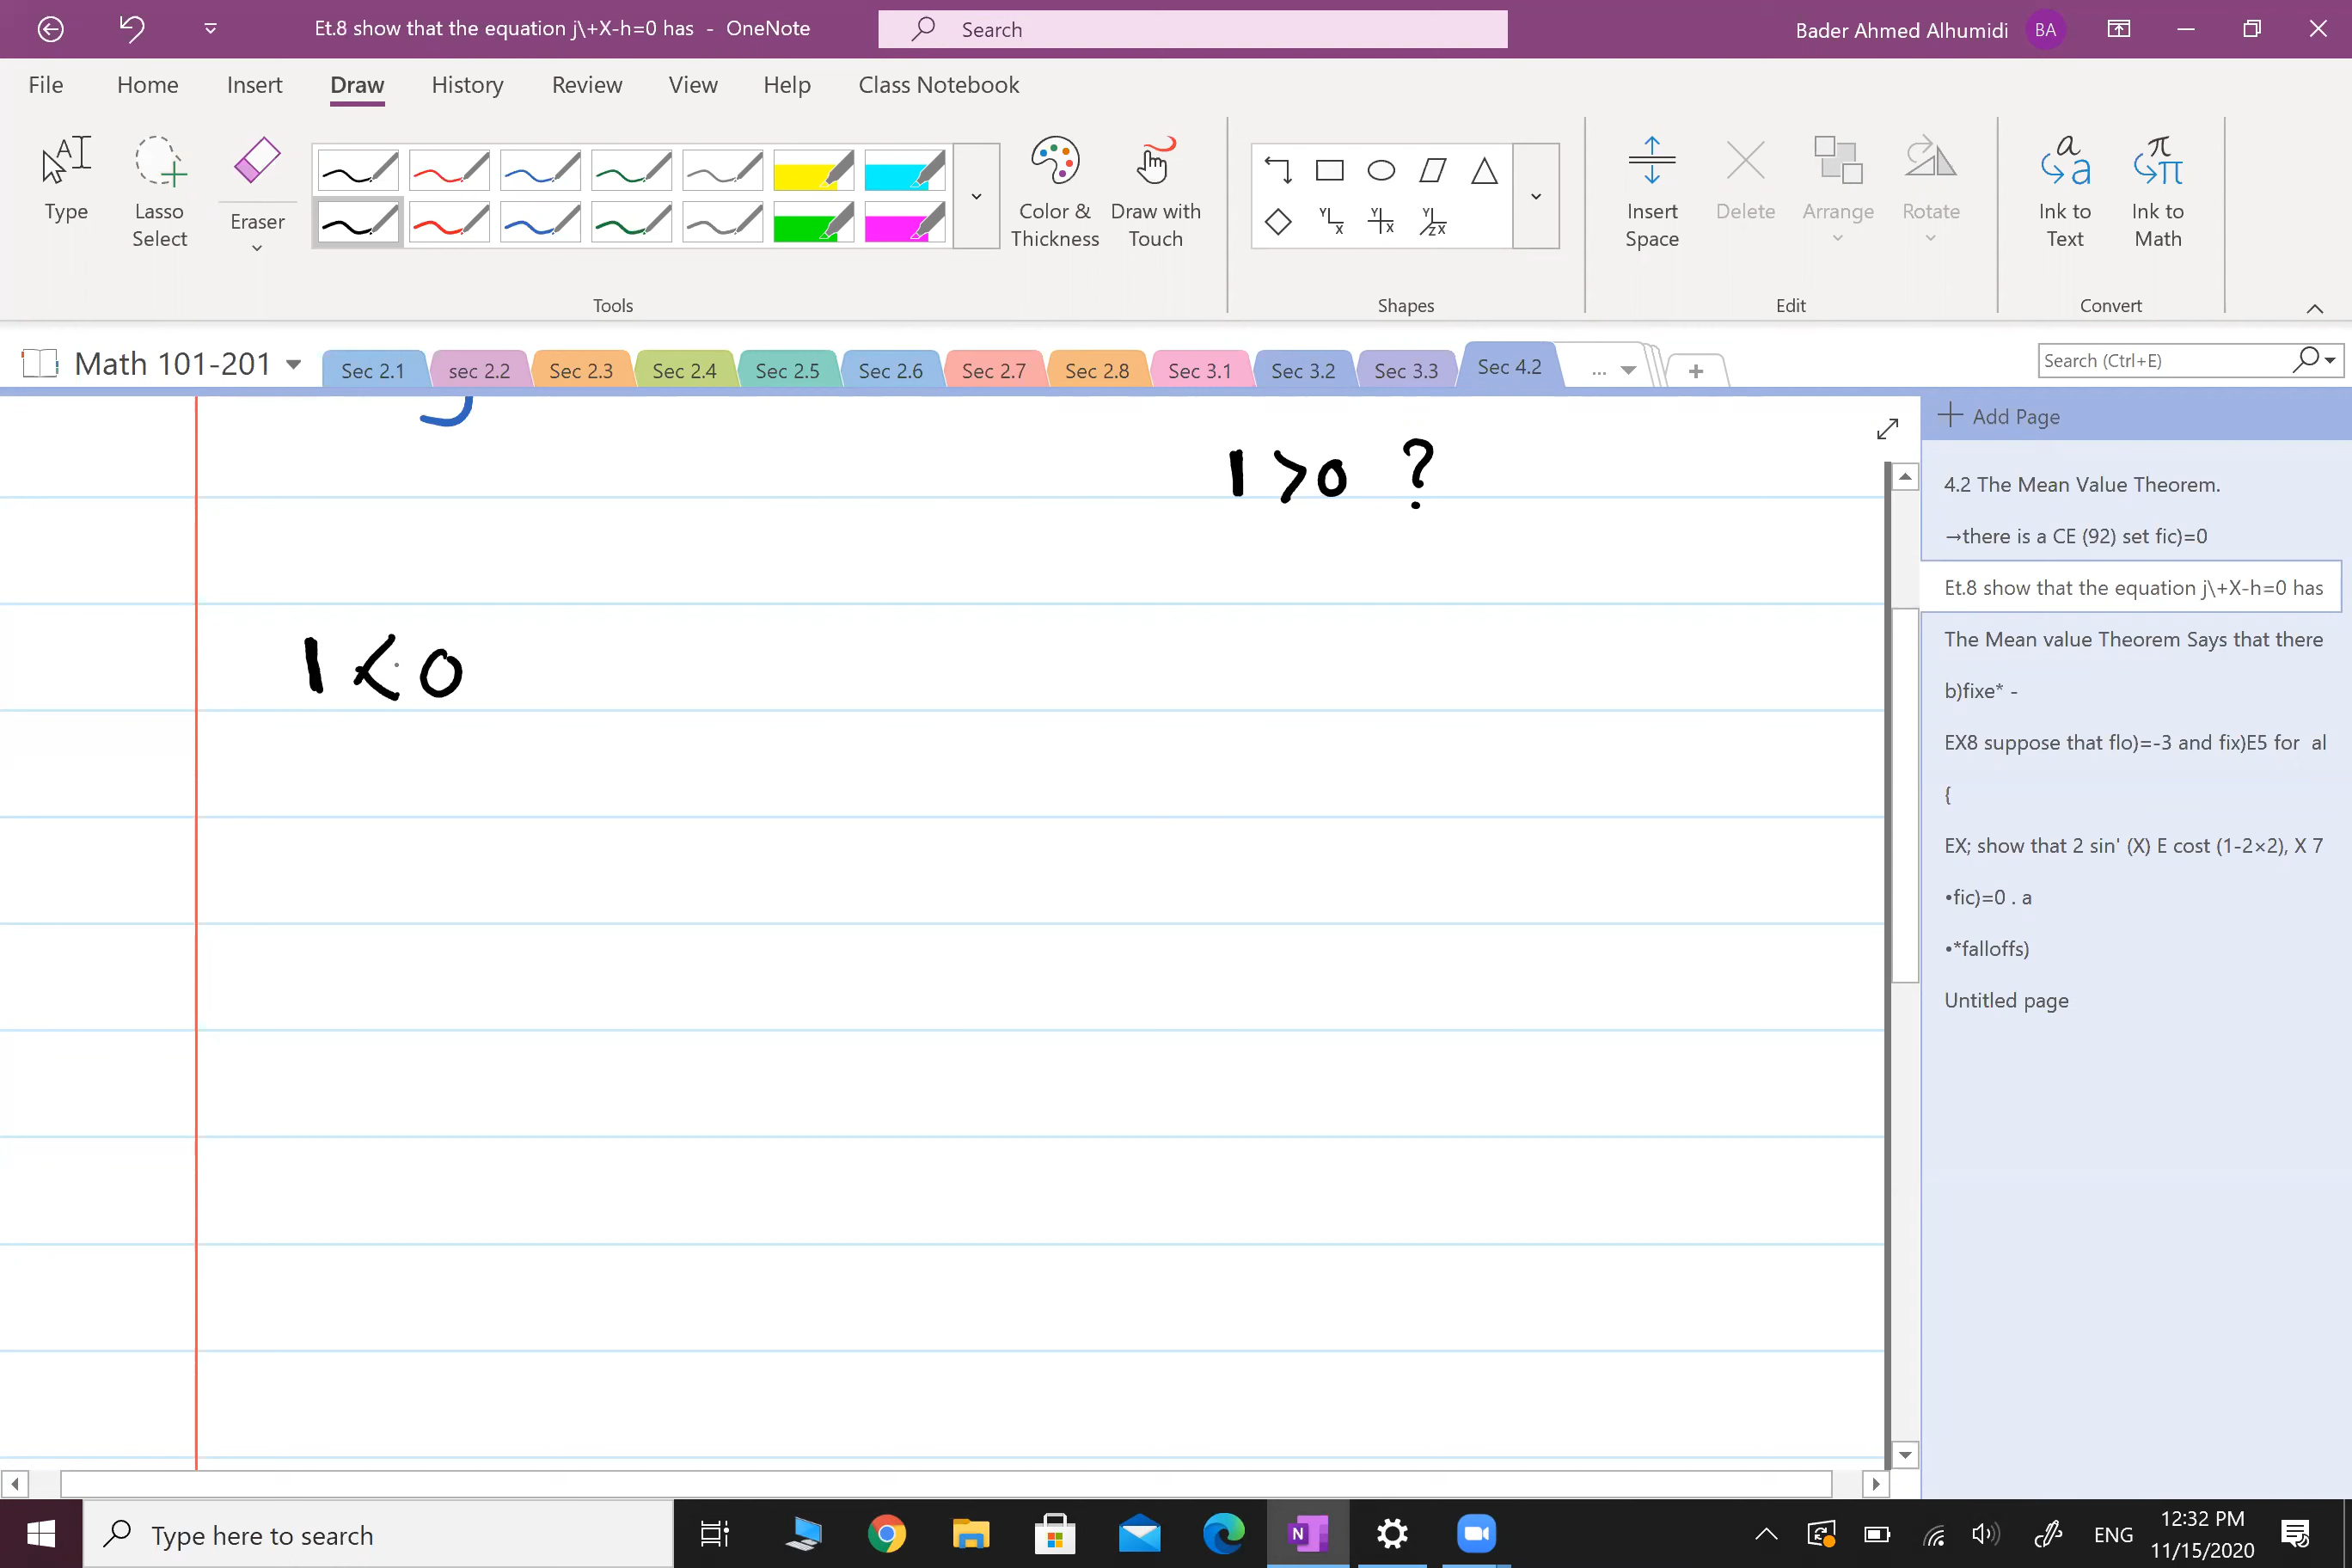 Et.8 show that the equation j\+X-h=0 has - OneNote
Search
Bader Ahmed Alhumidi BA
File Home Insert Draw History Review View Help Class Notebook
Type
Lasso Select
Eraser
Color & Thickness
Draw with Touch
Insert Space
Delete
Arrange
Rotate
Ink to Text
Ink to Math
Tools Shapes Edit Convert
Math 101-201 Sec 2.1 sec 2.2 Sec 2.3 Sec 2.4 Sec 2.5 Sec 2.6 Sec 2.7 Sec 2.8 Sec 3.1 Sec 3.2 Sec 3.3 Sec 4.2 ... +
Search (Ctrl+E)
1 > 0 ?
1 < 0
Add Page
4.2 The Mean Value Theorem.
→there is a CE (92) set fic)=0
Et.8 show that the equation j\+X-h=0 has
The Mean value Theorem Says that there
b)fixe* -
EX8 suppose that flo)=-3 and fix)E5 for al
{
EX; show that 2 sin' (X) E cost (1-2×2), X 7
•fic)=0 . a
•*falloffs)
Untitled page
Type here to search
ENG
12:32 PM
11/15/2020